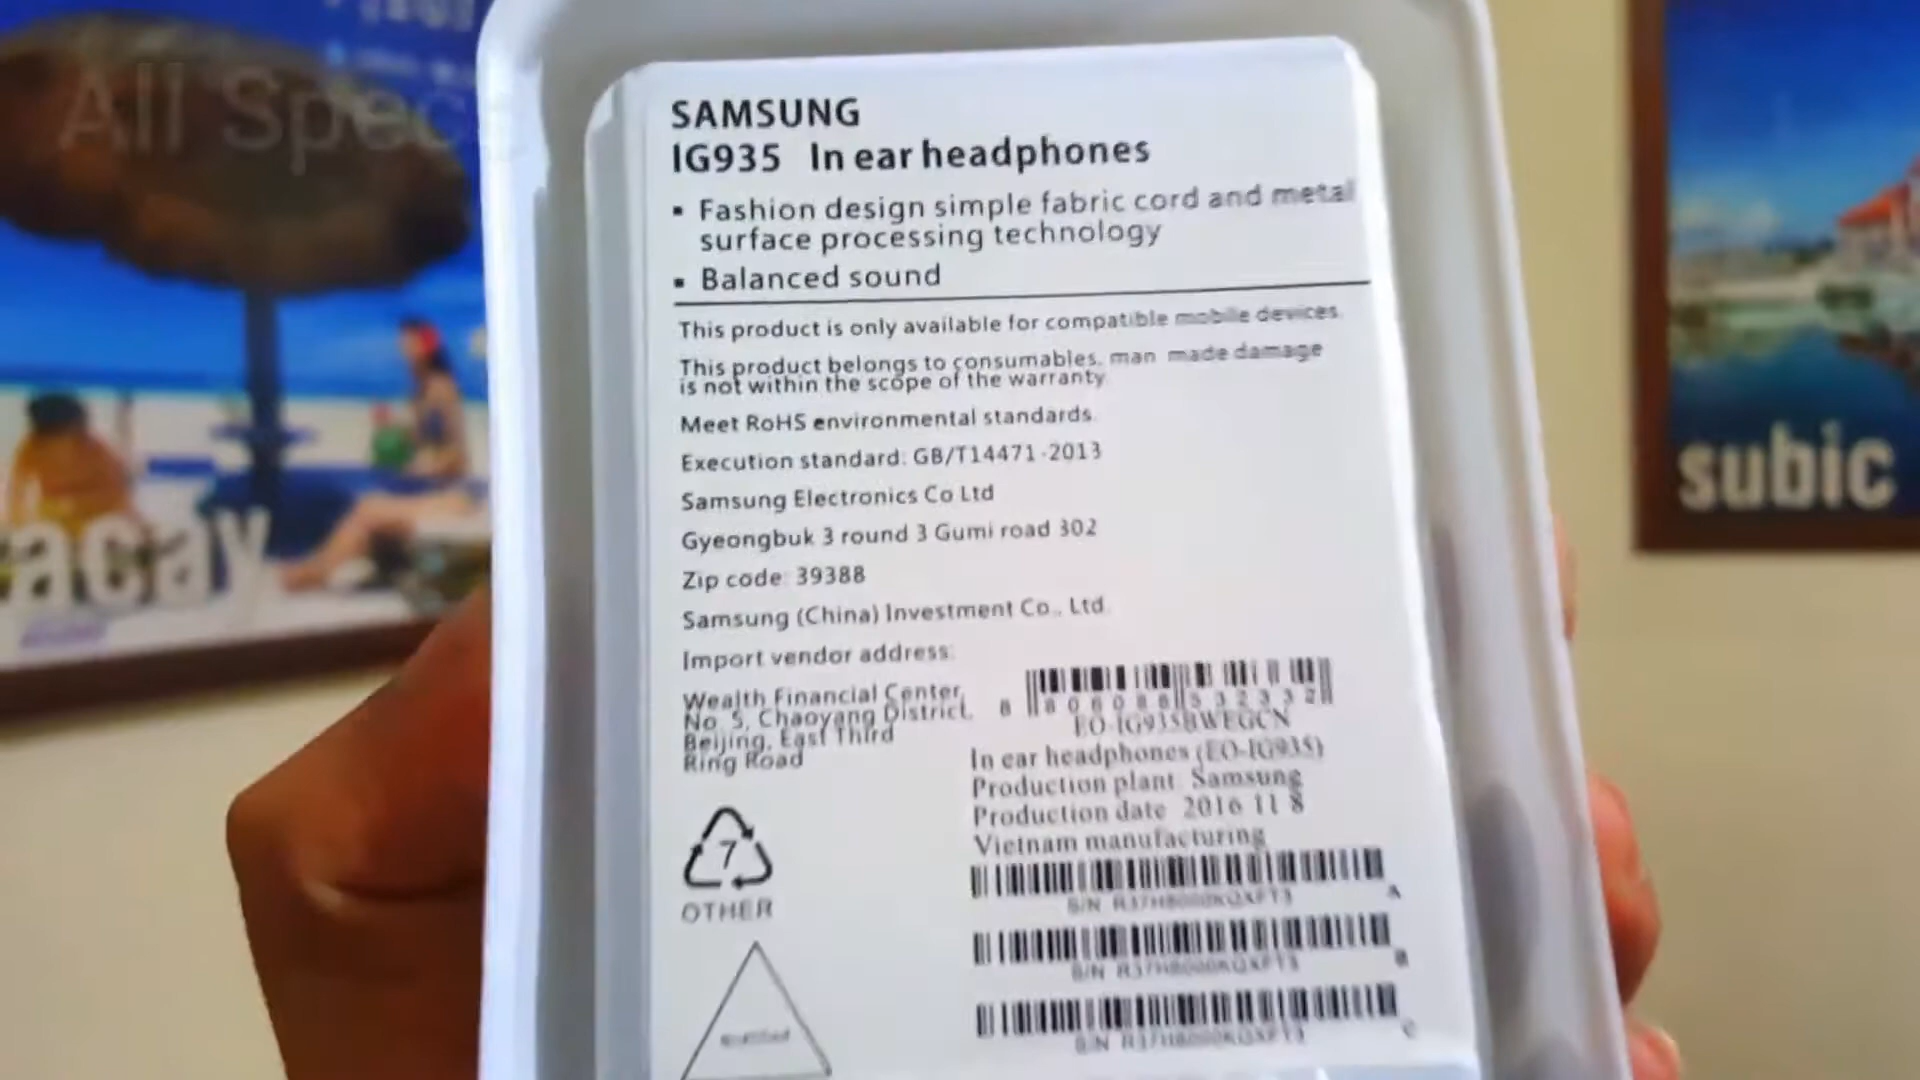 All Spec
acay
subic
SAMSUNG
IG935 In ear headphones
▪ Fashion design simple fabric cord and metal
surface processing technology
▪ Balanced sound
This product is only available for compatible mobile devices.
This product belongs to consumables, man made damage
is not within the scope of the warranty
Meet RoHS environmental standards.
Execution standard: GB/T14471-2013
Samsung Electronics Co Ltd
Gyeongbuk 3 round 3 Gumi road 302
Zip code: 39388
Samsung (China) Investment Co., Ltd.
Import vendor address:
Wealth Financial Center,
No. 5, Chaoyang District,
Beijing, East Third
Ring Road
8 806086 532332
EO-IG935BWEGCN
In ear headphones (EO-IG935)
Production plant: Samsung
Production date 2016 11 8
Vietnam manufacturing
7
OTHER
S/N
A
S/N
B
S/N
C